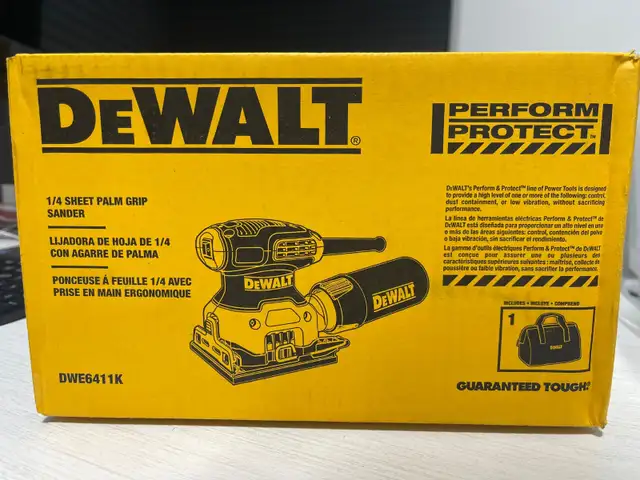 DEWALT®
PERFORM
PROTECT™
1/4 SHEET PALM GRIP
SANDER
LIJADORA DE HOJA DE 1/4
CON AGARRE DE PALMA
PONCEUSE À FEUILLE 1/4 AVEC
PRISE EN MAIN ERGONOMIQUE
DWE6411K
DEWALT
DEWALT
DEWALT's Perform & Protect™ line of Power Tools is designed
to provide a high level of one or more of the following: control,
dust containment, or low vibration, without sacrificing
performance.
La línea de herramientas eléctricas Perform & Protect™ de
DEWALT está diseñada para proporcionar un alto nivel en uno
o más de las áreas siguientes: control, contención del polvo
o baja vibración, sin sacrificar el rendimiento.
La gamme d'outils électriques Perform & Protect™ de DEWALT
est conçue pour assurer une ou plusieurs des
caractéristiques supérieures suivantes : maîtrise, collecte de
poussière ou faible vibration, sans sacrifier la performance.
INCLUDES • INCLUYE • COMPREND
1
DEWALT
GUARANTEED TOUGH.®